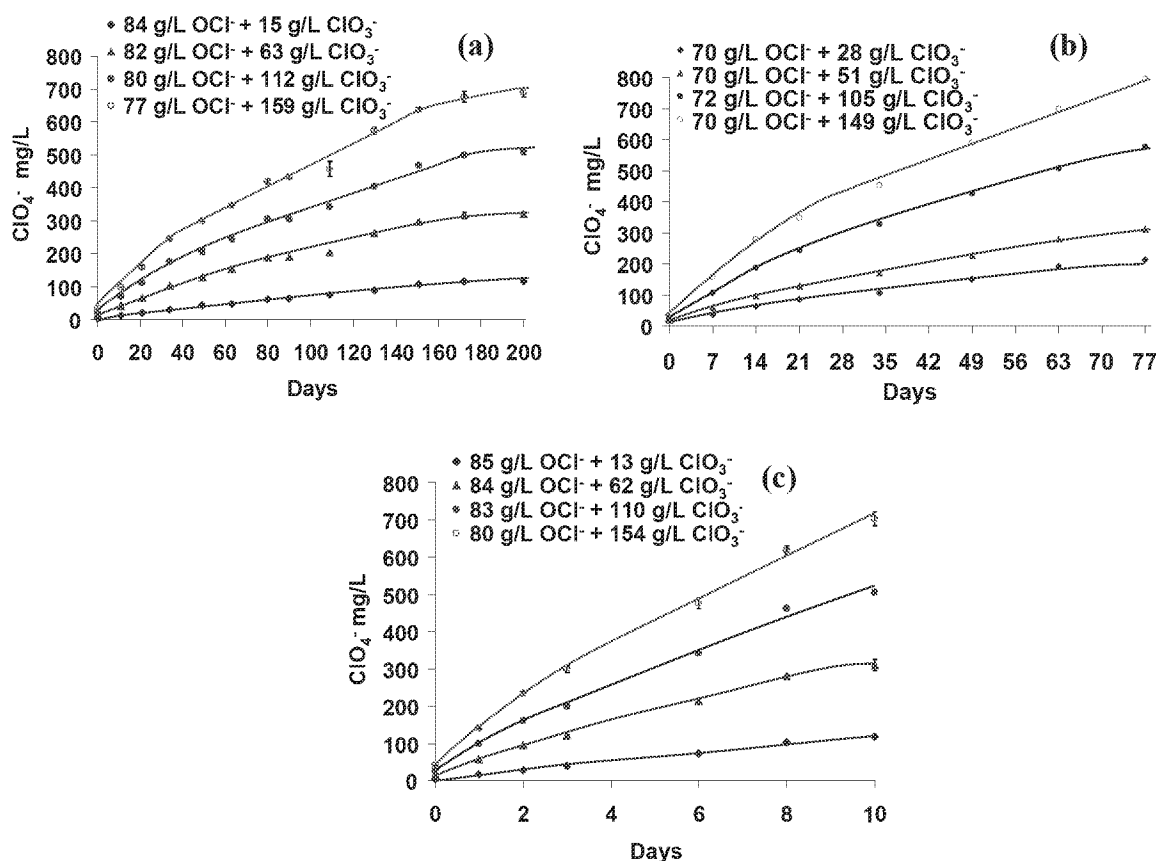 84 g/L OCl⁻ + 15 g/L ClO₃⁻
82 g/L OCl⁻ + 63 g/L ClO₃⁻
80 g/L OCl⁻ + 112 g/L ClO₃⁻
77 g/L OCl⁻ + 159 g/L ClO₃⁻
(a)
800
700
600
500
400
300
200
100
0
ClO₄⁻ mg/L
0 20 40 60 80 100 120 140 160 180 200
Days
70 g/L OCl⁻ + 28 g/L ClO₃⁻
70 g/L OCl⁻ + 51 g/L ClO₃⁻
72 g/L OCl⁻ + 105 g/L ClO₃⁻
70 g/L OCl⁻ + 149 g/L ClO₃⁻
(b)
800
700
600
500
400
300
200
100
0
ClO₄⁻ mg/L
0 7 14 21 28 35 42 49 56 63 70 77
Days
85 g/L OCl⁻ + 13 g/L ClO₃⁻
84 g/L OCl⁻ + 62 g/L ClO₃⁻
83 g/L OCl⁻ + 110 g/L ClO₃⁻
80 g/L OCl⁻ + 154 g/L ClO₃⁻
(c)
800
700
600
500
400
300
200
100
0
ClO₄⁻ mg/L
0 2 4 6 8 10
Days